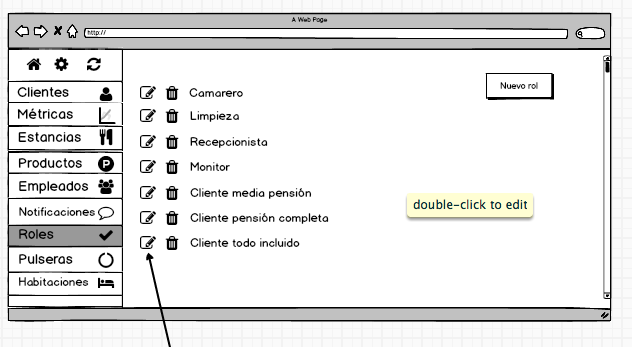 A Web Page
http://
Clientes
Métricas
Estancias
Productos
P
Empleados
Notificaciones
Roles
Pulseras
Habitaciones
Nuevo rol
Camarero
Limpieza
Recepcionista
Monitor
Cliente media pensión
Cliente pensión completa
Cliente todo incluido
double-click to edit